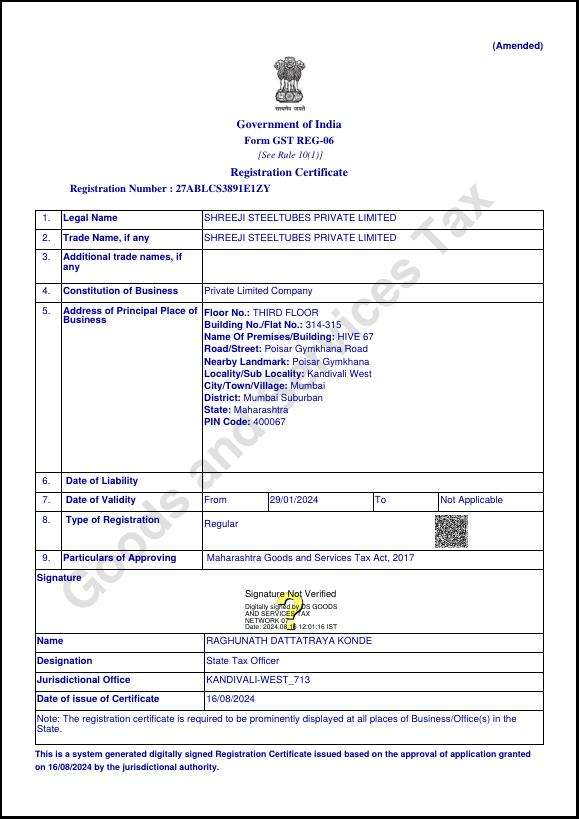 (Amended)
सत्यमेव जयते
Government of India
Form GST REG-06
[See Rule 10(1)]
Registration Certificate
Registration Number : 27ABLCS3891E1ZY
1. Legal Name SHREEJI STEELTUBES PRIVATE LIMITED
2. Trade Name, if any SHREEJI STEELTUBES PRIVATE LIMITED
3. Additional trade names, if
any
4. Constitution of Business Private Limited Company
5. Address of Principal Place of
Business
Floor No.: THIRD FLOOR
Building No./Flat No.: 314-315
Name Of Premises/Building: HIVE 67
Road/Street: Poisar Gymkhana Road
Nearby Landmark: Poisar Gymkhana
Locality/Sub Locality: Kandivali West
City/Town/Village: Mumbai
District: Mumbai Suburban
State: Maharashtra
PIN Code: 400067
6. Date of Liability
7. Date of Validity From 29/01/2024 To Not Applicable
8. Type of Registration Regular
9. Particulars of Approving Maharashtra Goods and Services Tax Act, 2017
Signature
Signature Not Verified
Digitally signed by DS GOODS
AND SERVICES TAX
NETWORK 07
Date: 2024.08.16 12:01:16 IST
Name RAGHUNATH DATTATRAYA KONDE
Designation State Tax Officer
Jurisdictional Office KANDIVALI-WEST_713
Date of issue of Certificate 16/08/2024
Note: The registration certificate is required to be prominently displayed at all places of Business/Office(s) in the
State.
This is a system generated digitally signed Registration Certificate issued based on the approval of application granted
on 16/08/2024 by the jurisdictional authority.
Goods and Services Tax